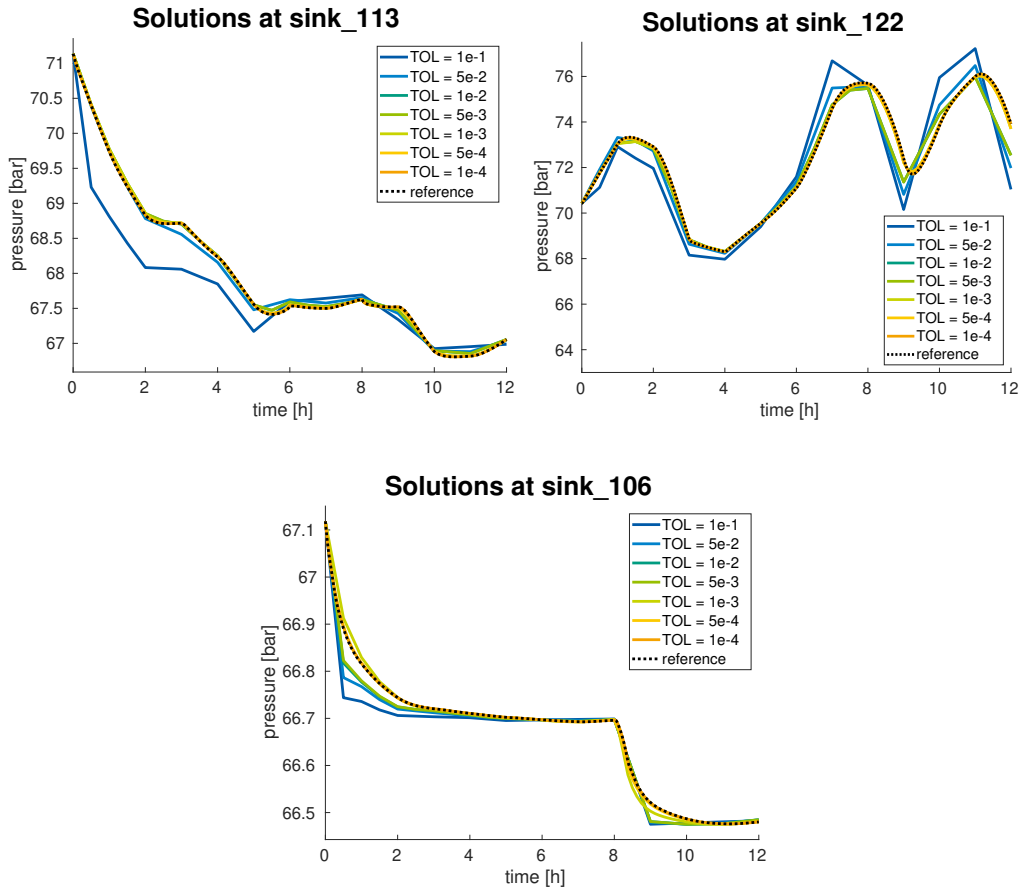 Solutions at sink_113
pressure [bar]
71
70.5
70
69.5
69
68.5
68
67.5
67
0 2 4 6 8 10 12
time [h]
TOL = 1e-1
TOL = 5e-2
TOL = 1e-2
TOL = 5e-3
TOL = 1e-3
TOL = 5e-4
TOL = 1e-4
reference
Solutions at sink_122
pressure [bar]
76
74
72
70
68
66
64
0 2 4 6 8 10 12
time [h]
TOL = 1e-1
TOL = 5e-2
TOL = 1e-2
TOL = 5e-3
TOL = 1e-3
TOL = 5e-4
TOL = 1e-4
reference
Solutions at sink_106
pressure [bar]
67.1
67
66.9
66.8
66.7
66.6
66.5
0 2 4 6 8 10 12
time [h]
TOL = 1e-1
TOL = 5e-2
TOL = 1e-2
TOL = 5e-3
TOL = 1e-3
TOL = 5e-4
TOL = 1e-4
reference